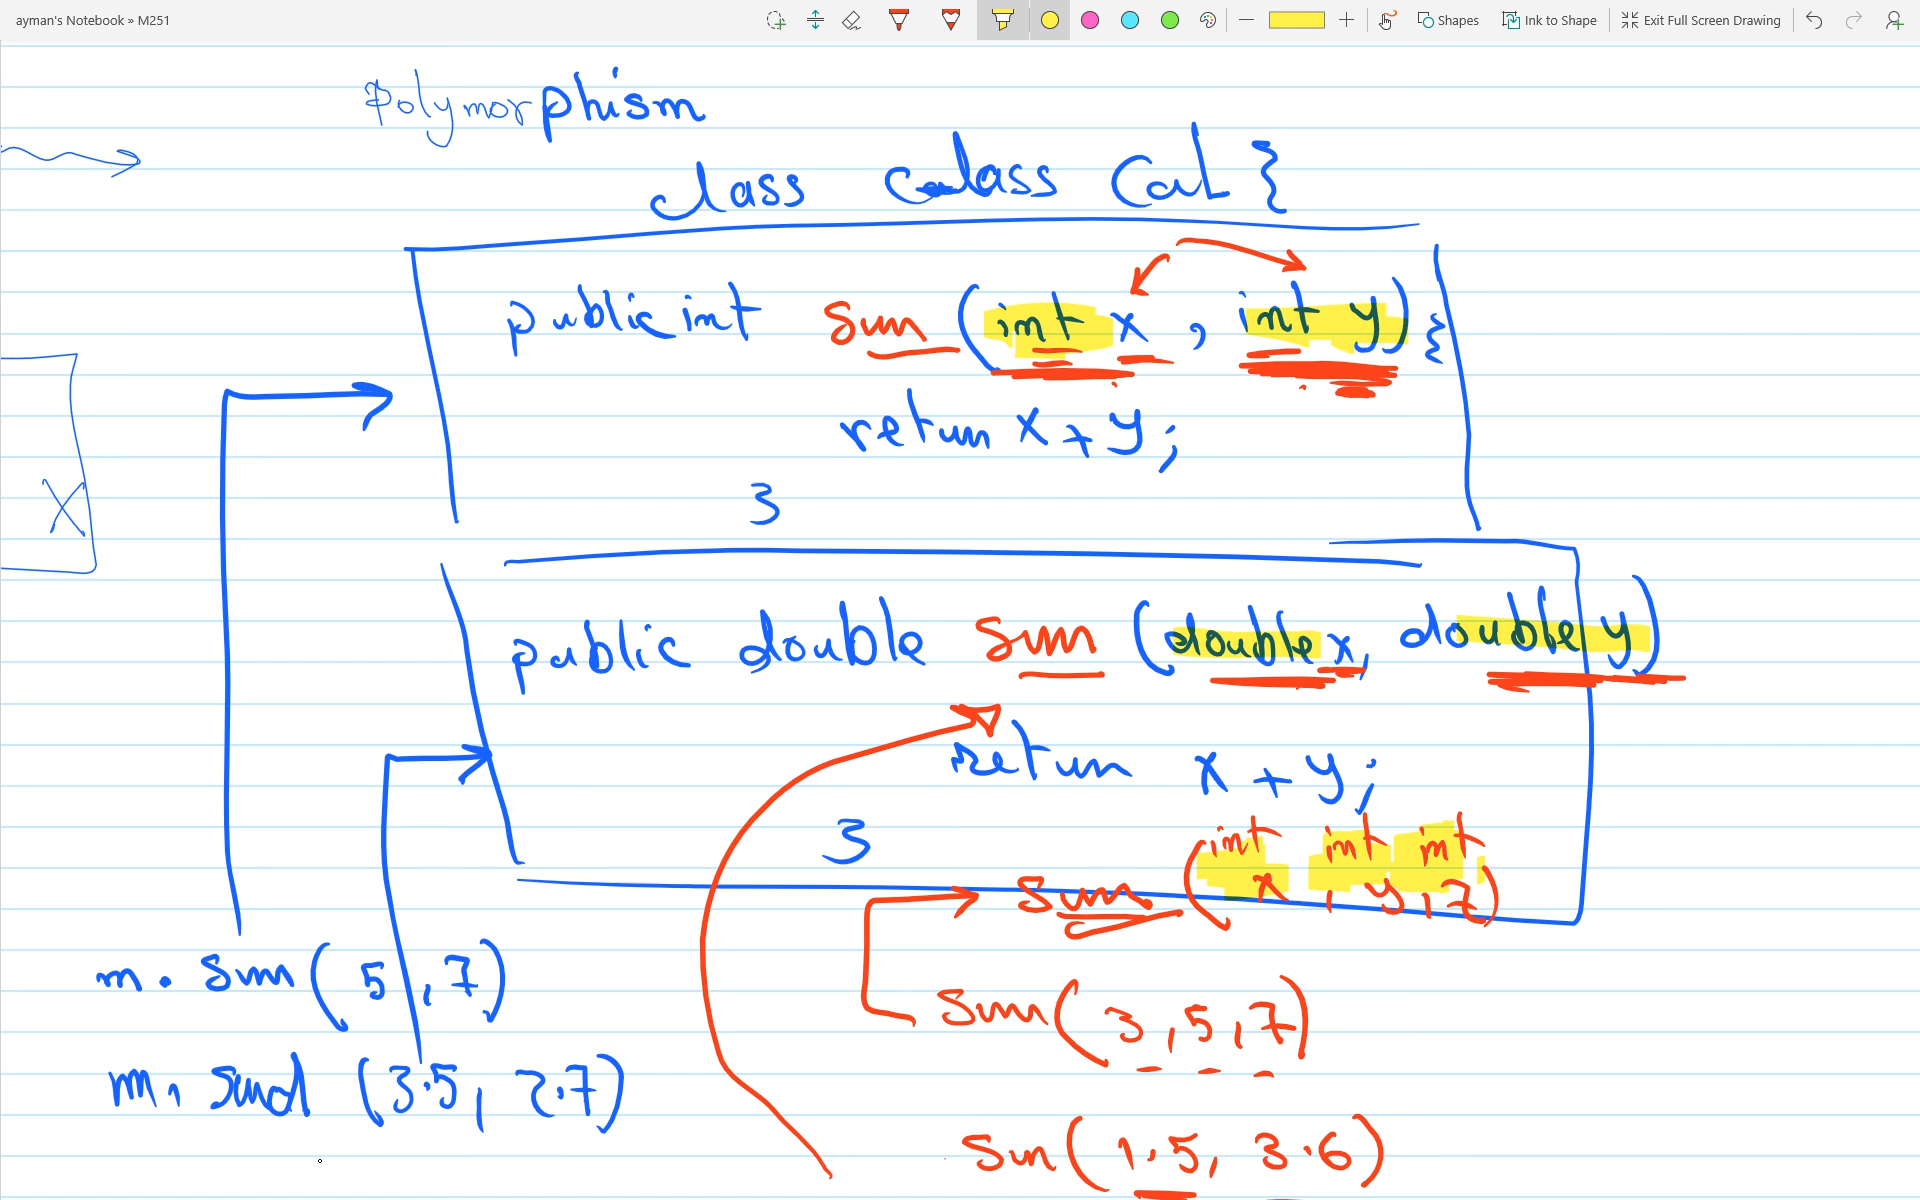 ayman's Notebook » M251
Shapes
Ink to Shape
Exit Full Screen Drawing
Polymorphism
class class Cal {
public int sum (int x , int y) {
return x + y;
}
public double sum (double x, double y)
return x + y;
}
sum (int x , int y , int z)
m. sum ( 5 , 7 )
sum ( 3 , 5 , 7 )
m. sumd (3.5, 2.7)
sum ( 1.5, 3.6 )